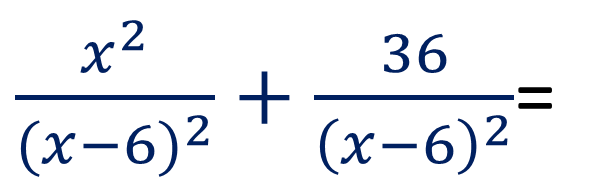 x²/(x−6)² + 36/(x−6)² =